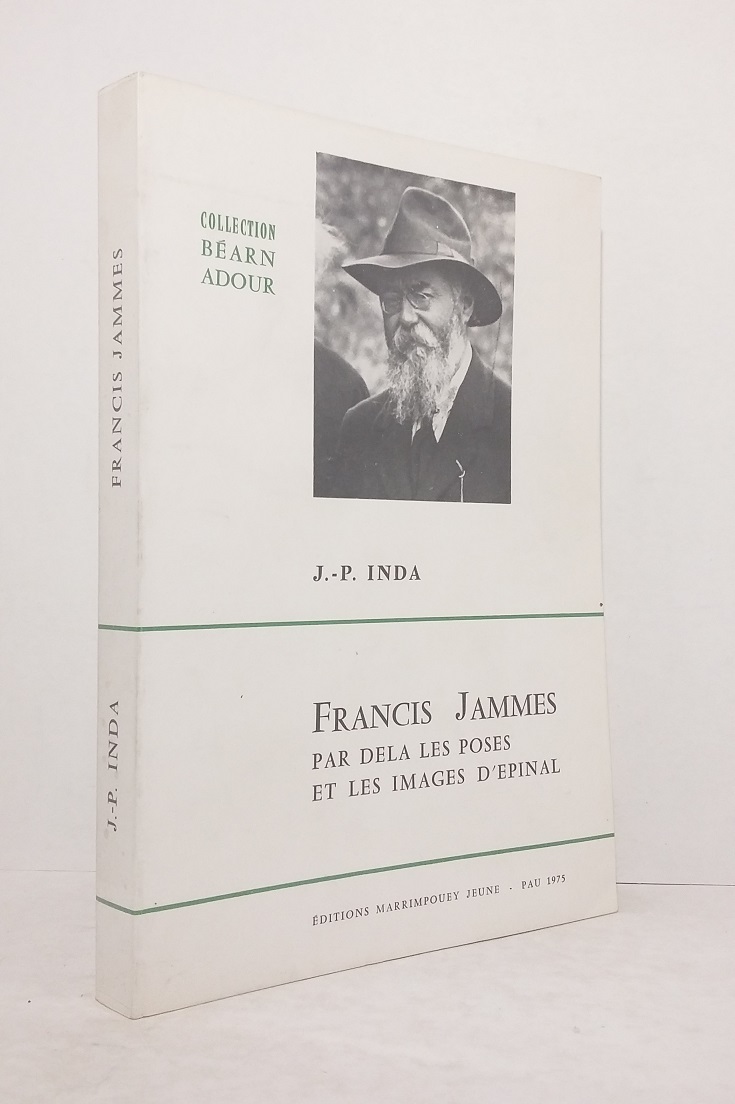 COLLECTION
BÉARN
ADOUR
J.-P. INDA
FRANCIS JAMMES
PAR DELA LES POSES
ET LES IMAGES D'EPINAL
ÉDITIONS MARRIMPOUEY JEUNE - PAU 1975
FRANCIS JAMMES
J.-P. INDA